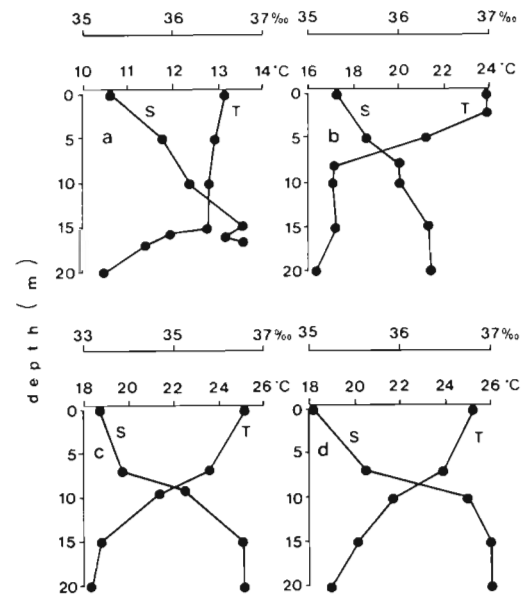 35 36 37‰ 35 36 37‰
10 11 12 13 14°C 16 18 20 22 24°C
0 S T 0 S T
a b
5 5
10 10
15 15
20 20
depth (m)
33 35 37‰ 35 36 37‰
18 20 22 24 26°C 18 20 22 24 26°C
0 S T 0 S T
c d
5 5
10 10
15 15
20 20